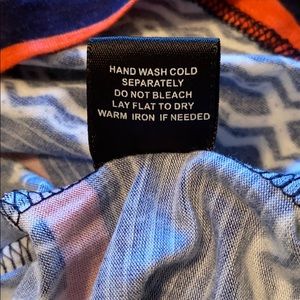 HAND WASH COLD
SEPARATELY
DO NOT BLEACH
LAY FLAT TO DRY
WARM IRON IF NEEDED